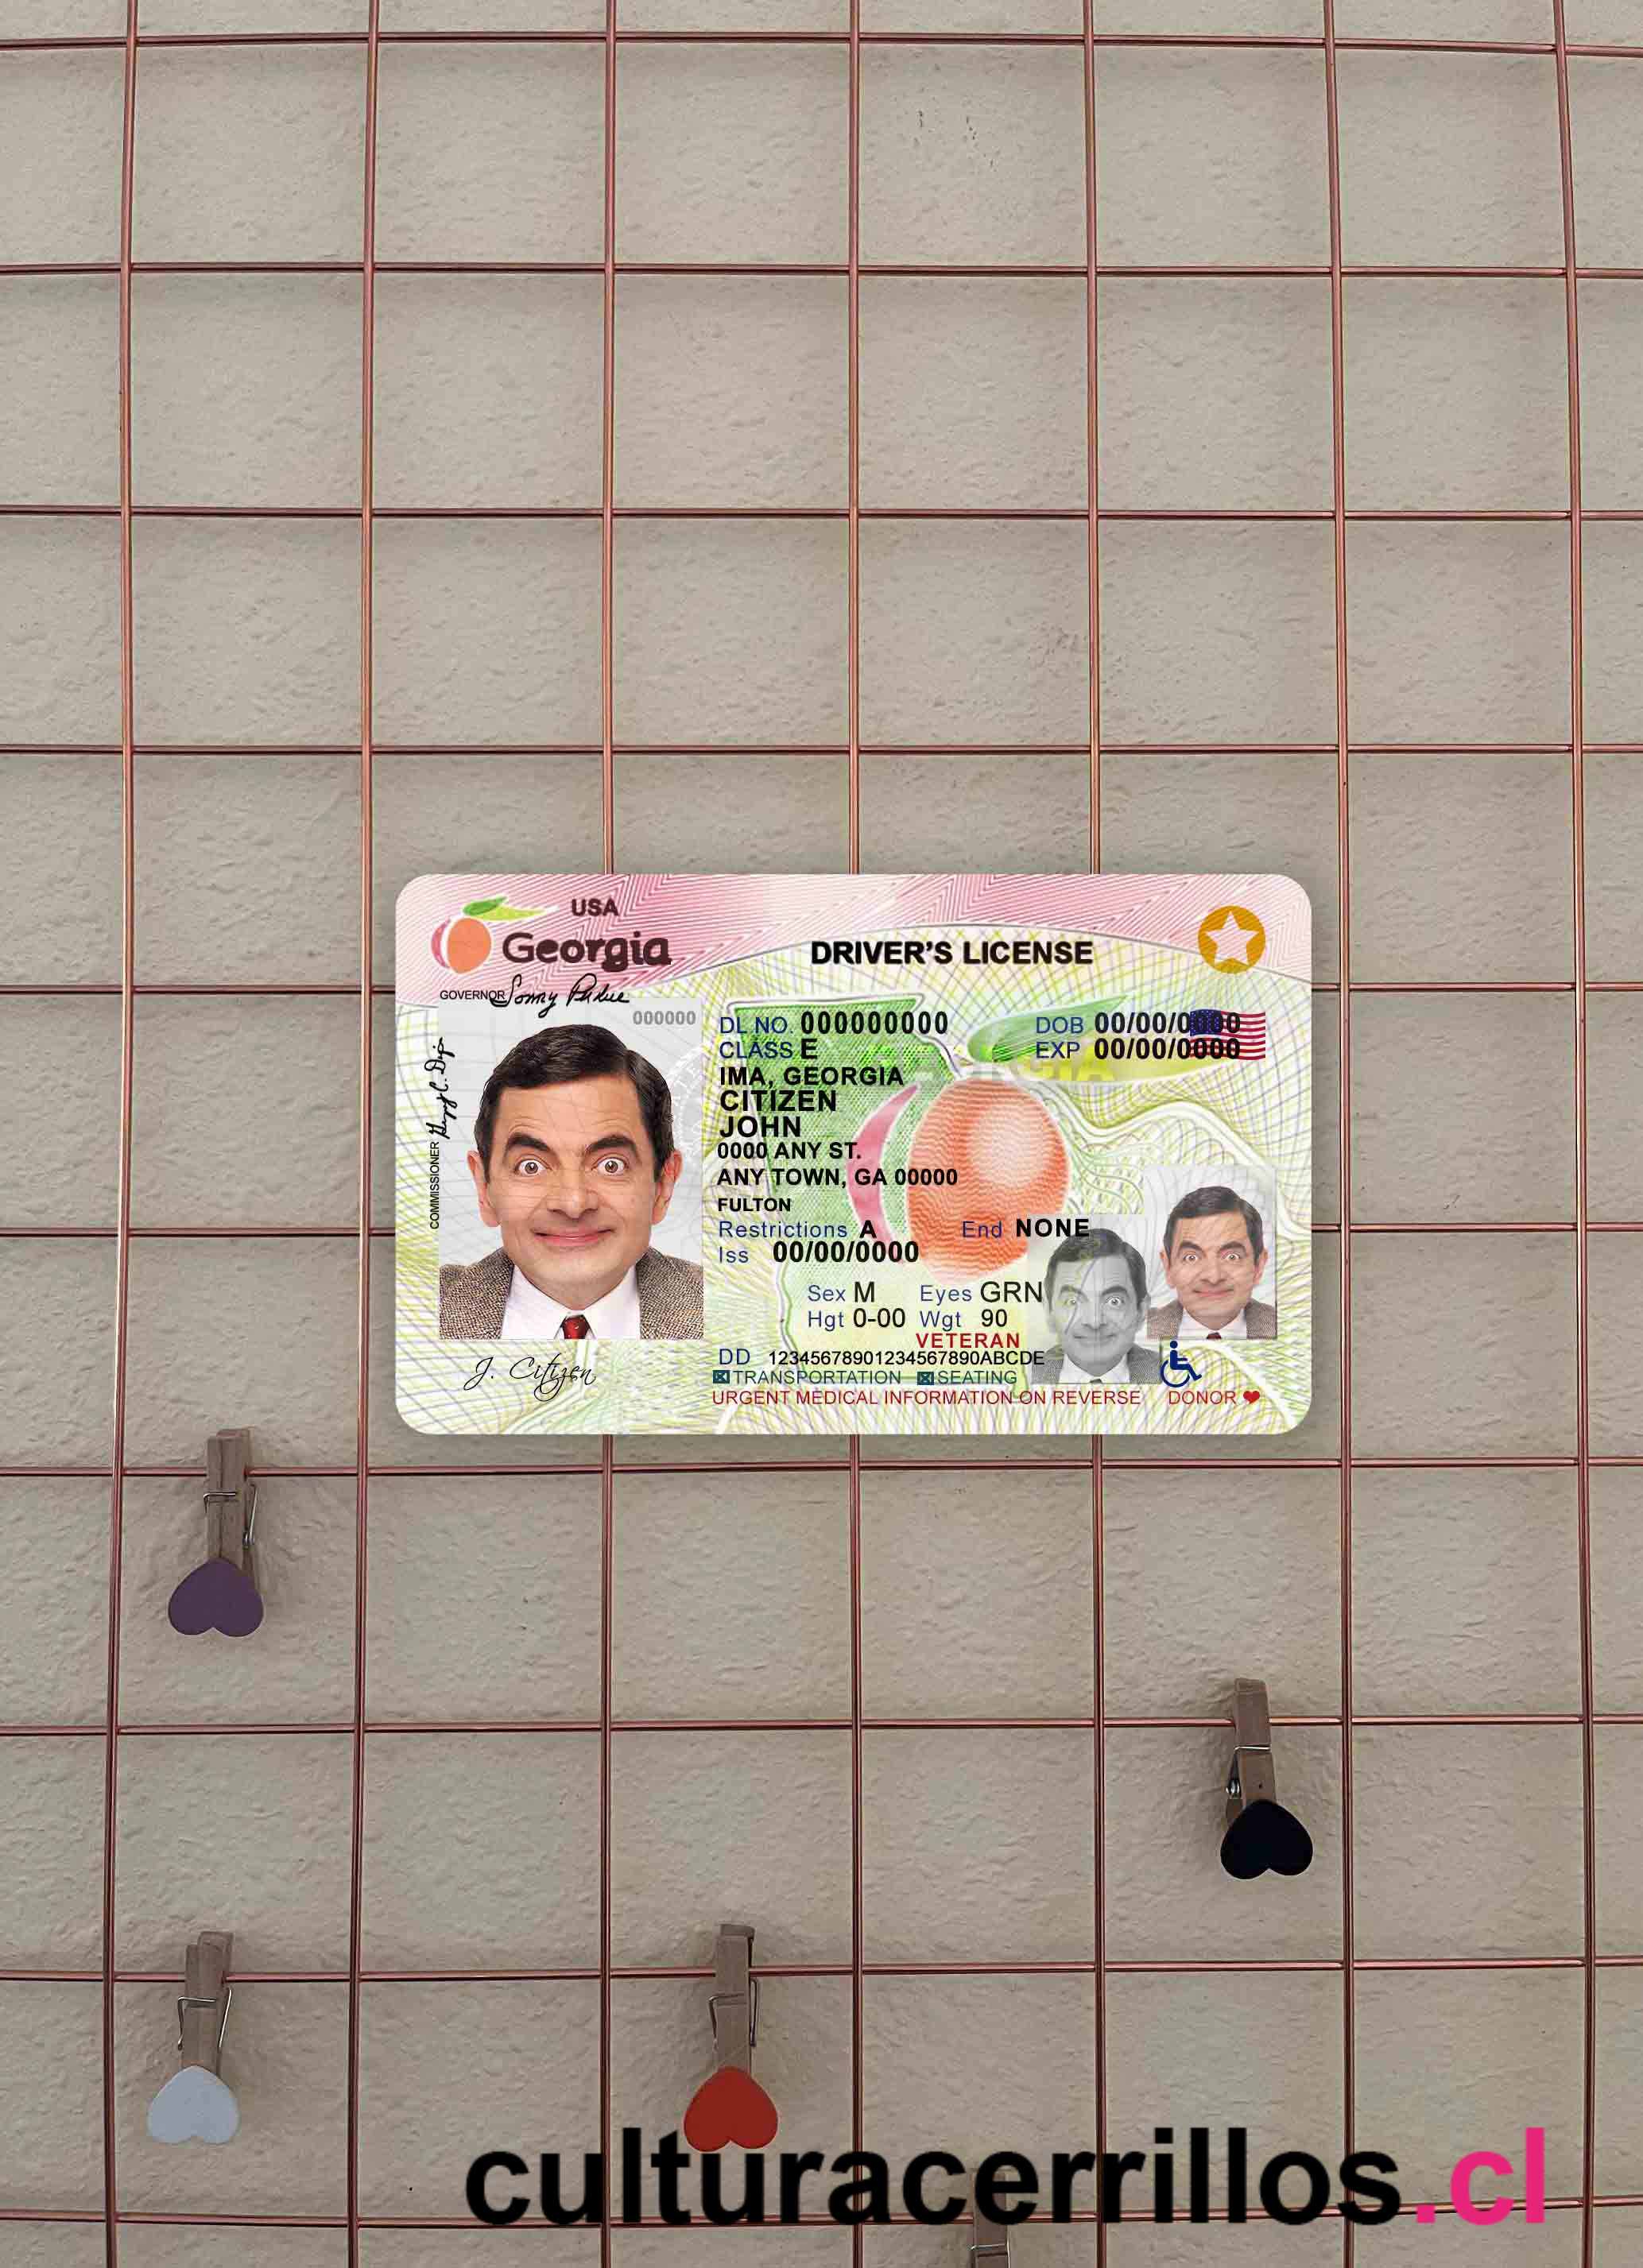 USA
Georgia
DRIVER'S LICENSE
GOVERNOR Sonny Perdue
000000
COMMISSIONER
DL NO. 000000000
DOB 00/00/0000
CLASS E
EXP 00/00/0000
IMA, GEORGIA
CITIZEN
JOHN
0000 ANY ST.
ANY TOWN, GA 00000
FULTON
Restrictions A End NONE
Iss 00/00/0000
Sex M Eyes GRN
Hgt 0-00 Wgt 90
VETERAN
DD 12345678901234567890ABCDE
TRANSPORTATION SEATING
URGENT MEDICAL INFORMATION ON REVERSE DONOR
J. Citizen
culturacerrillos.cl